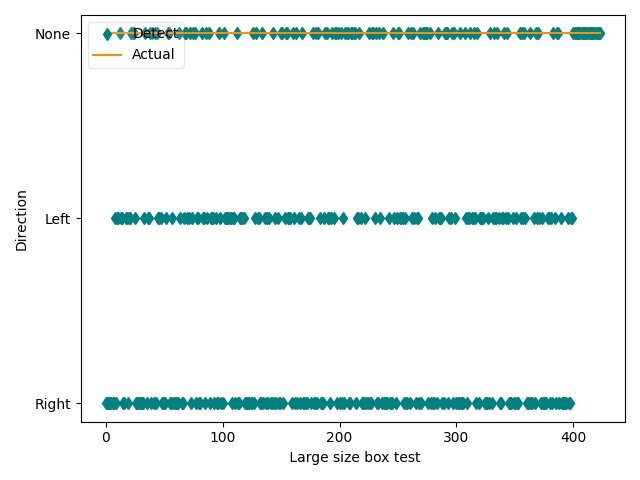 None
Detect
Actual
Left
Direction
Right
0
100
200
300
400
Large size box test